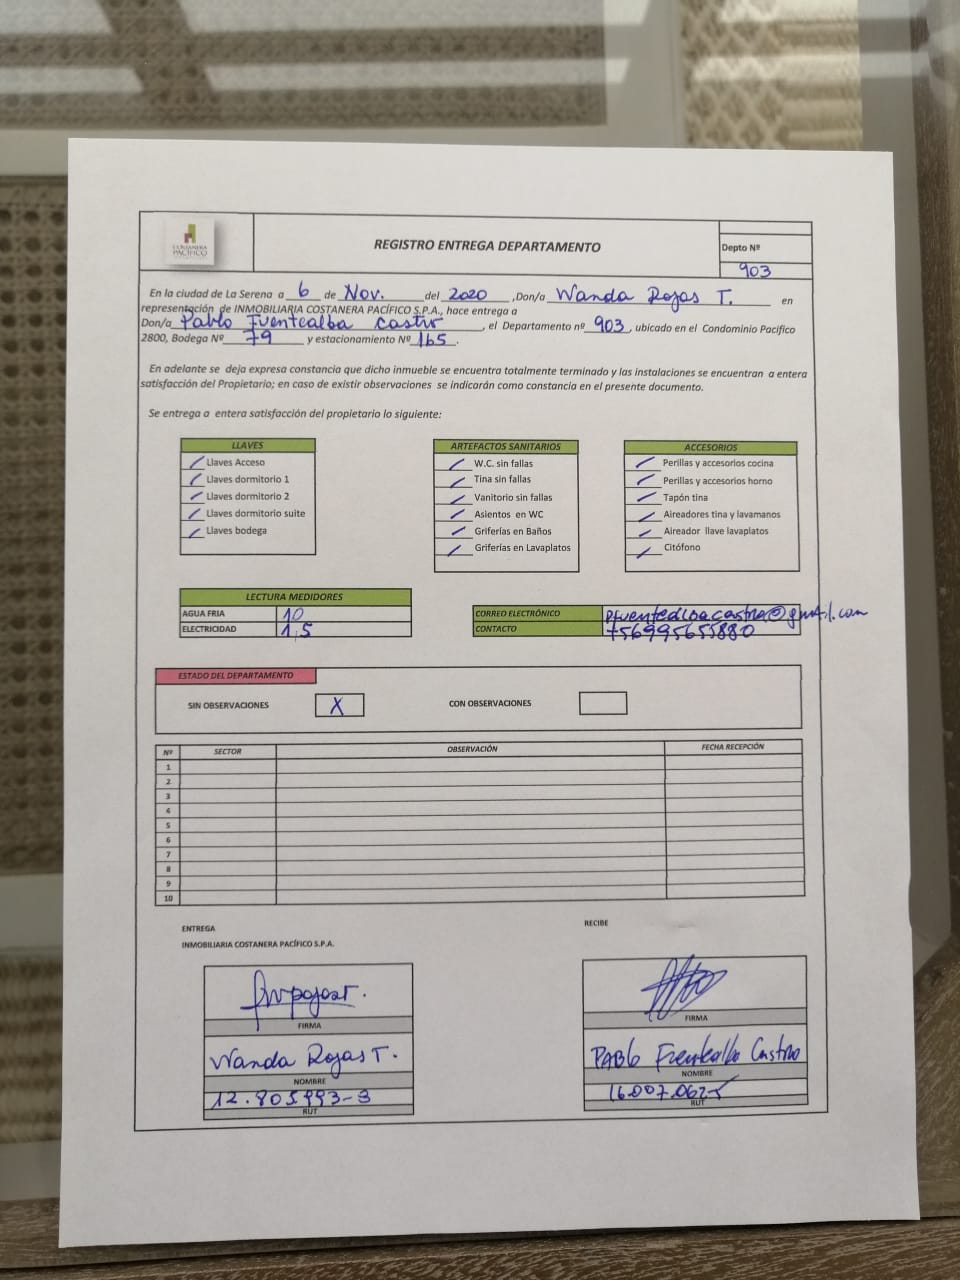 COSTANERA
PACÍFICO
REGISTRO ENTREGA DEPARTAMENTO
Depto Nº
903
En la ciudad de La Serena a 6 de Nov. del 2020 ,Don/a Wanda Rojas T. en
representación de INMOBILIARIA COSTANERA PACÍFICO S.P.A., hace entrega a
Don/a Pablo Fuentealba Castro, el Departamento nº 903, ubicado en el Condominio Pacifico
2800, Bodega Nº 79 y estacionamiento Nº 165.
En adelante se deja expresa constancia que dicho inmueble se encuentra totalmente terminado y las instalaciones se encuentran a entera
satisfacción del Propietario; en caso de existir observaciones se indicarán como constancia en el presente documento.
Se entrega a entera satisfacción del propietario lo siguiente:
LLAVES
Llaves Acceso
Llaves dormitorio 1
Llaves dormitorio 2
Llaves dormitorio suite
Llaves bodega
ARTEFACTOS SANITARIOS
W.C. sin fallas
Tina sin fallas
Vanitorio sin fallas
Asientos en WC
Griferías en Baños
Griferías en Lavaplatos
ACCESORIOS
Perillas y accesorios cocina
Perillas y accesorios horno
Tapón tina
Aireadores tina y lavamanos
Aireador llave lavaplatos
Citófono
LECTURA MEDIDORES
AGUA FRIA 10
ELECTRICIDAD 1,5
CORREO ELECTRÓNICO pfuentealba.castro@gmail.com
CONTACTO +56995655880
ESTADO DEL DEPARTAMENTO
SIN OBSERVACIONES X CON OBSERVACIONES
Nº SECTOR OBSERVACIÓN FECHA RECEPCIÓN
1
2
3
4
5
6
7
8
9
10
ENTREGA
INMOBILIARIA COSTANERA PACÍFICO S.P.A.
FIRMA
Wanda Rojas T.
NOMBRE
12.805.993-3
RUT
RECIBE
FIRMA
PABlo Fuentealba Castro
NOMBRE
16.007.062-5
RUT